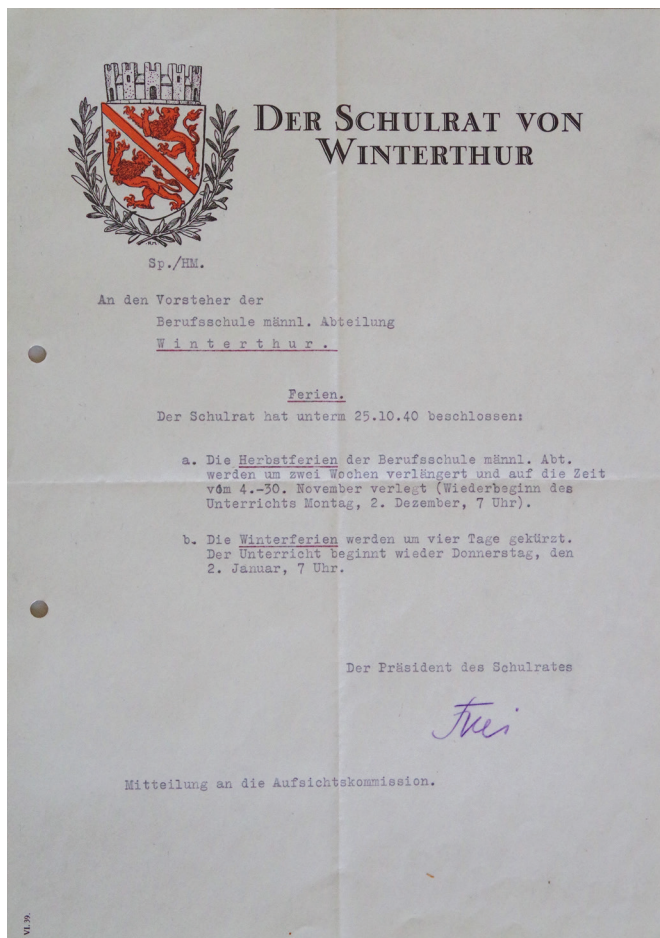 DER SCHULRAT VON
WINTERTHUR
Sp./HM.
An den Vorsteher der
Berufsschule männl. Abteilung
W i n t e r t h u r .
Ferien.
Der Schulrat hat unterm 25.10.40 beschlossen:
a. Die Herbstferien der Berufsschule männl. Abt.
werden um zwei Wochen verlängert und auf die Zeit
vom 4.-30. November verlegt (Wiederbeginn des
Unterrichts Montag, 2. Dezember, 7 Uhr).
b. Die Winterferien werden um vier Tage gekürzt.
Der Unterricht beginnt wieder Donnerstag, den
2. Januar, 7 Uhr.
Der Präsident des Schulrates
Frei
Mitteilung an die Aufsichtskommission.
VI. 39.